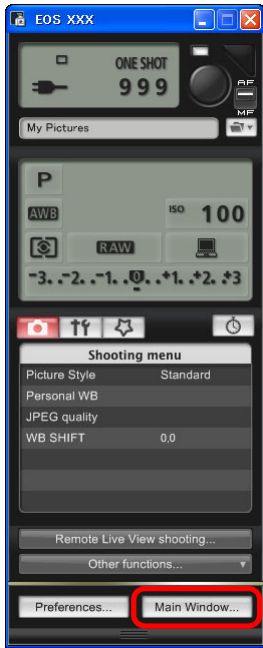 EOS XXX
ONE SHOT
999
AF
MF
My Pictures
P
AWB
ISO 100
RAW
-3..-2..-1..0..+1..+2..+3
Shooting menu
Picture Style Standard
Personal WB
JPEG quality
WB SHIFT 0,0
Remote Live View shooting...
Other functions...
Preferences... Main Window...